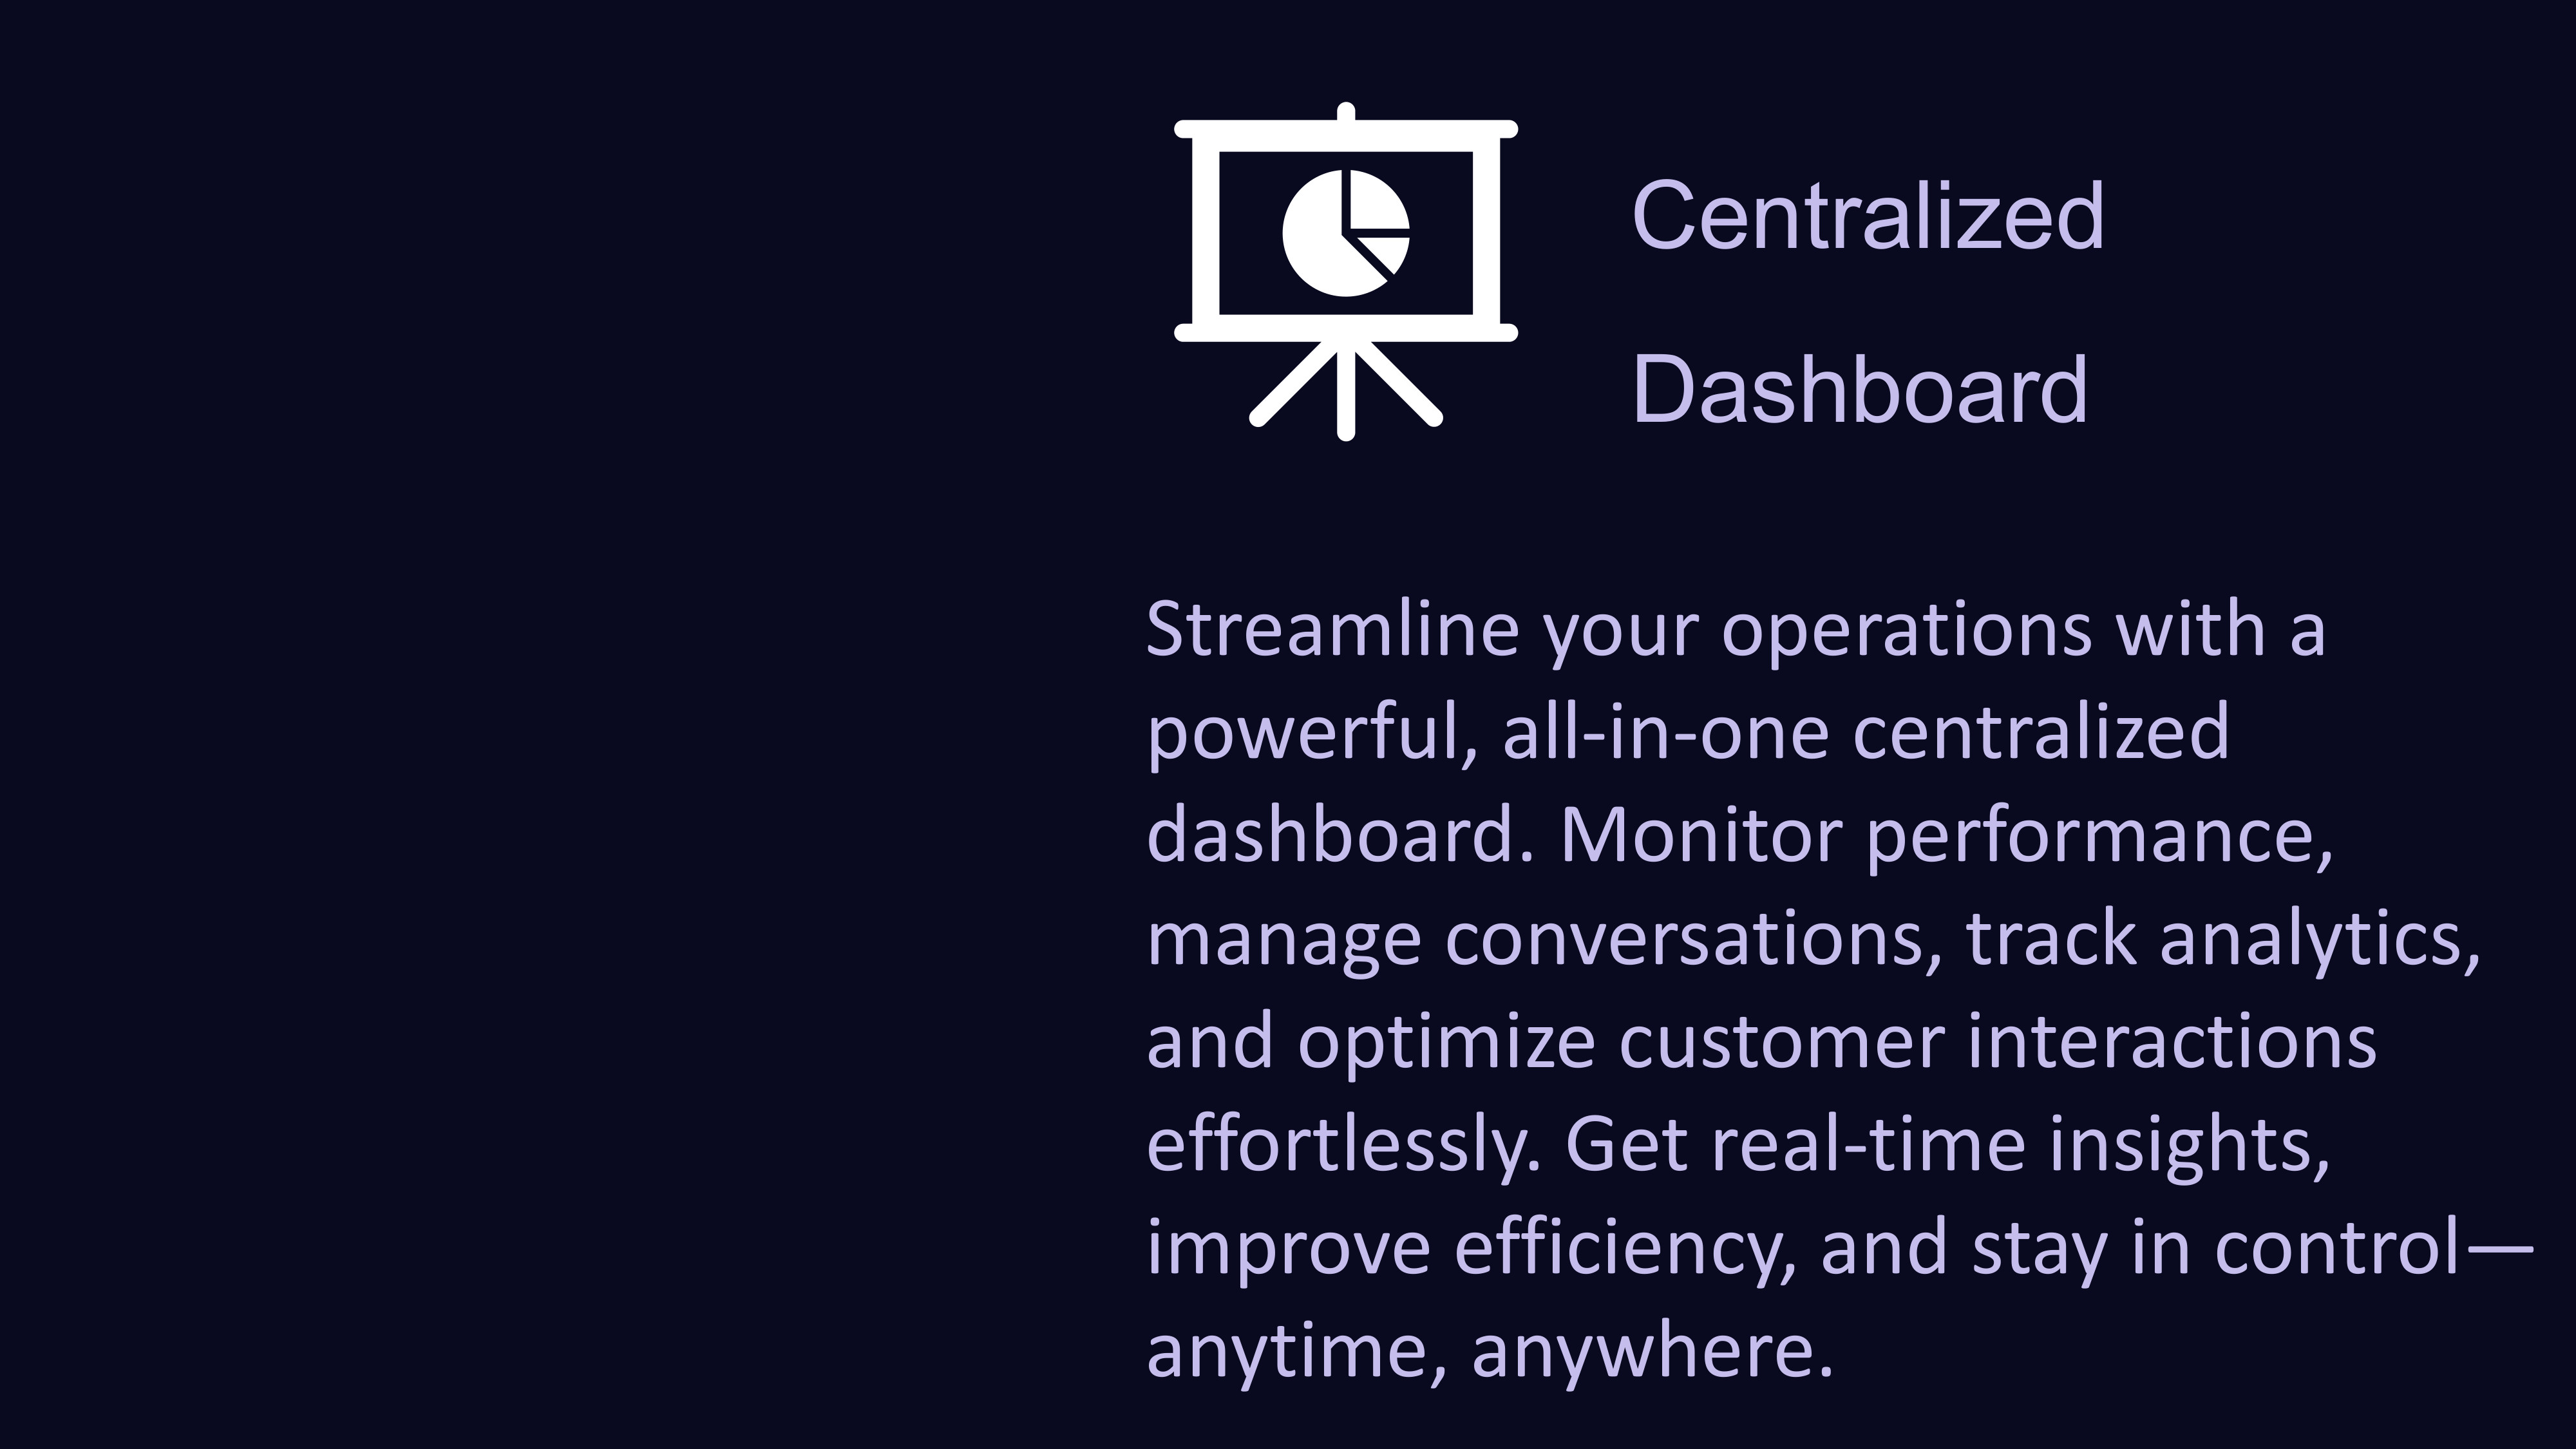 Centralized
Dashboard
Streamline your operations with a
powerful, all-in-one centralized
dashboard. Monitor performance,
manage conversations, track analytics,
and optimize customer interactions
effortlessly. Get real-time insights,
improve efficiency, and stay in control—
anytime, anywhere.